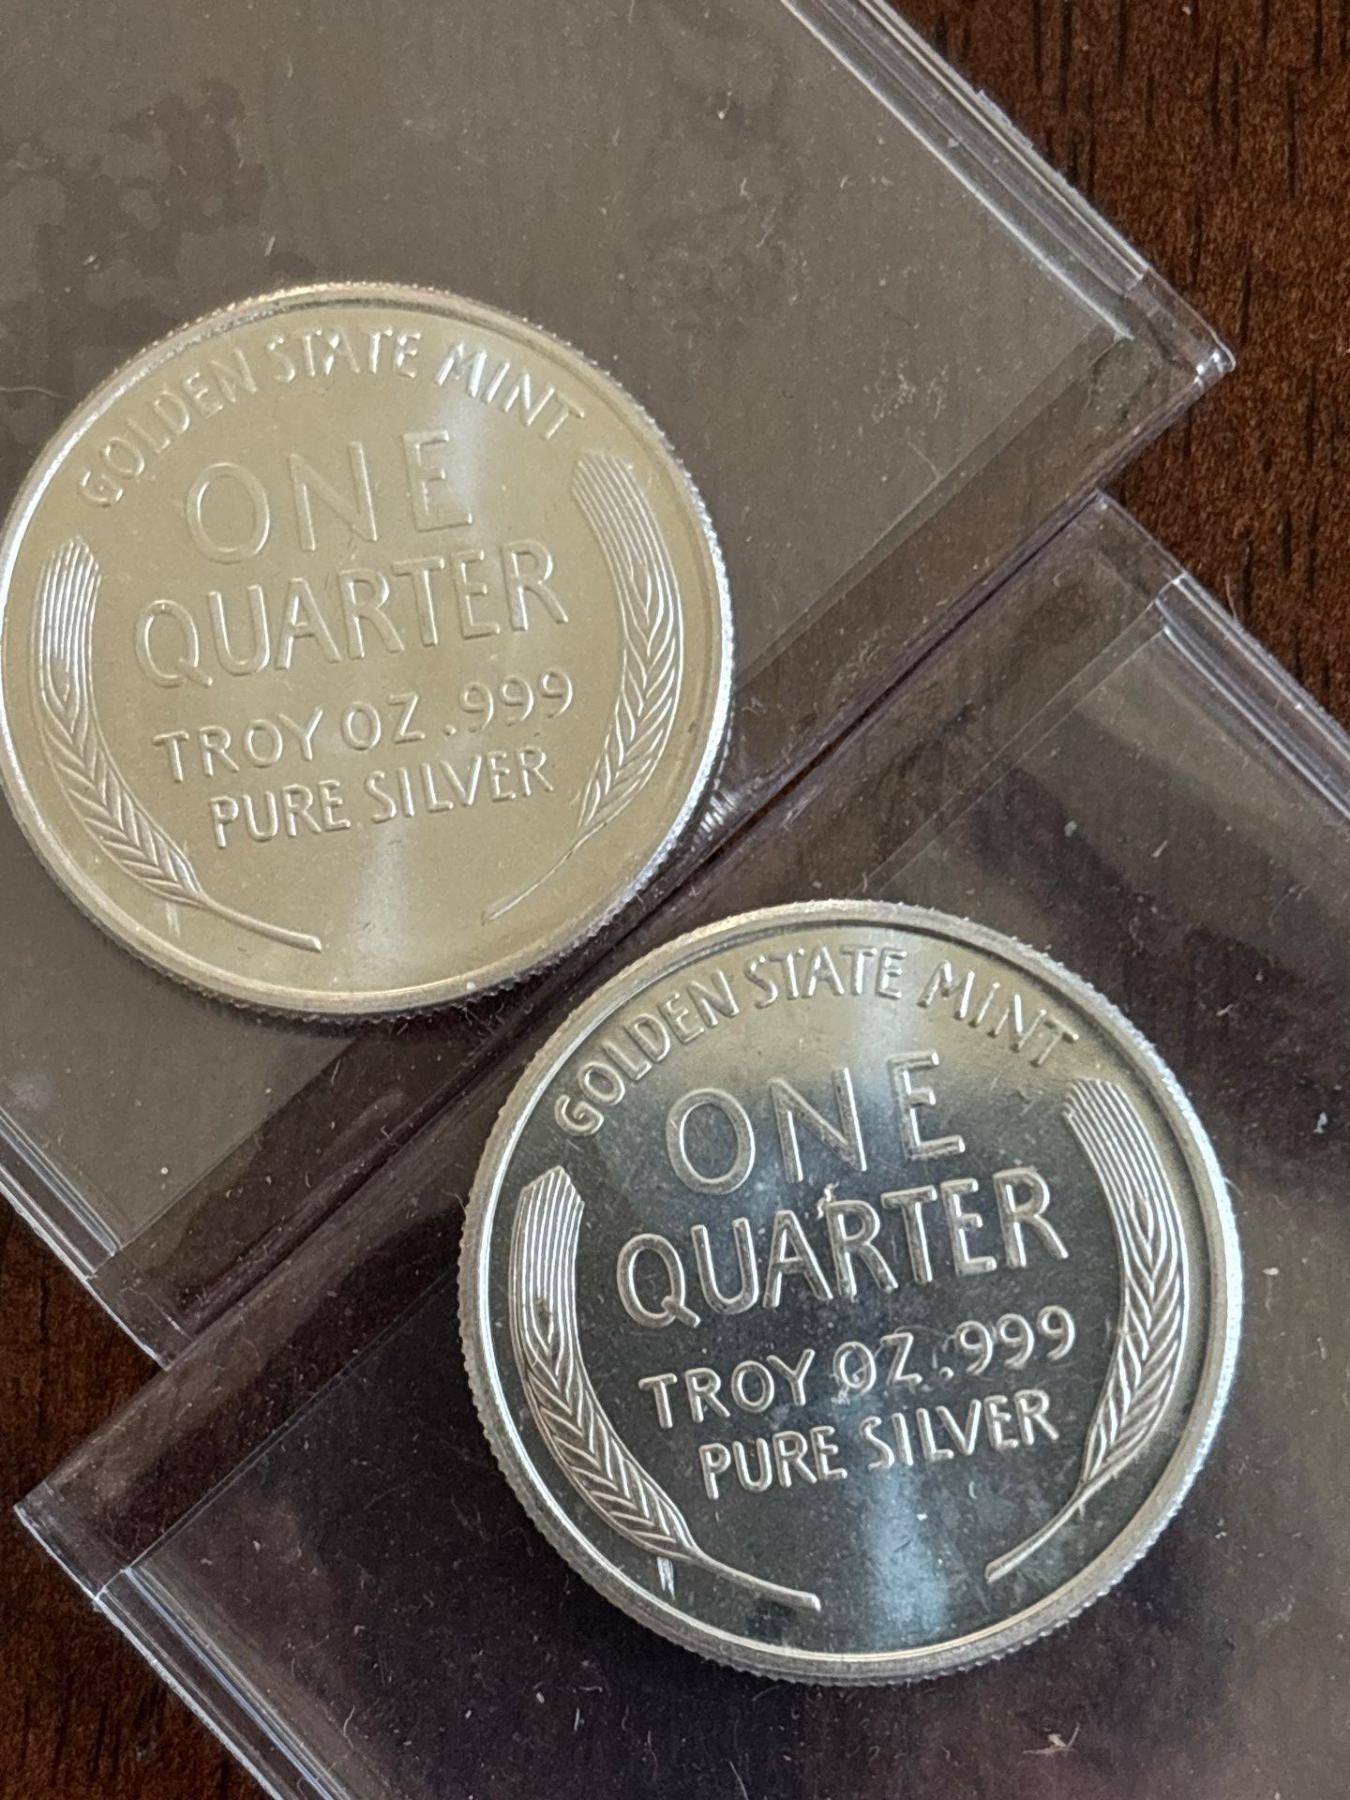 GOLDEN STATE MINT
ONE
QUARTER
TROY OZ .999
PURE SILVER
GOLDEN STATE MINT
ONE
QUARTER
TROY OZ .999
PURE SILVER